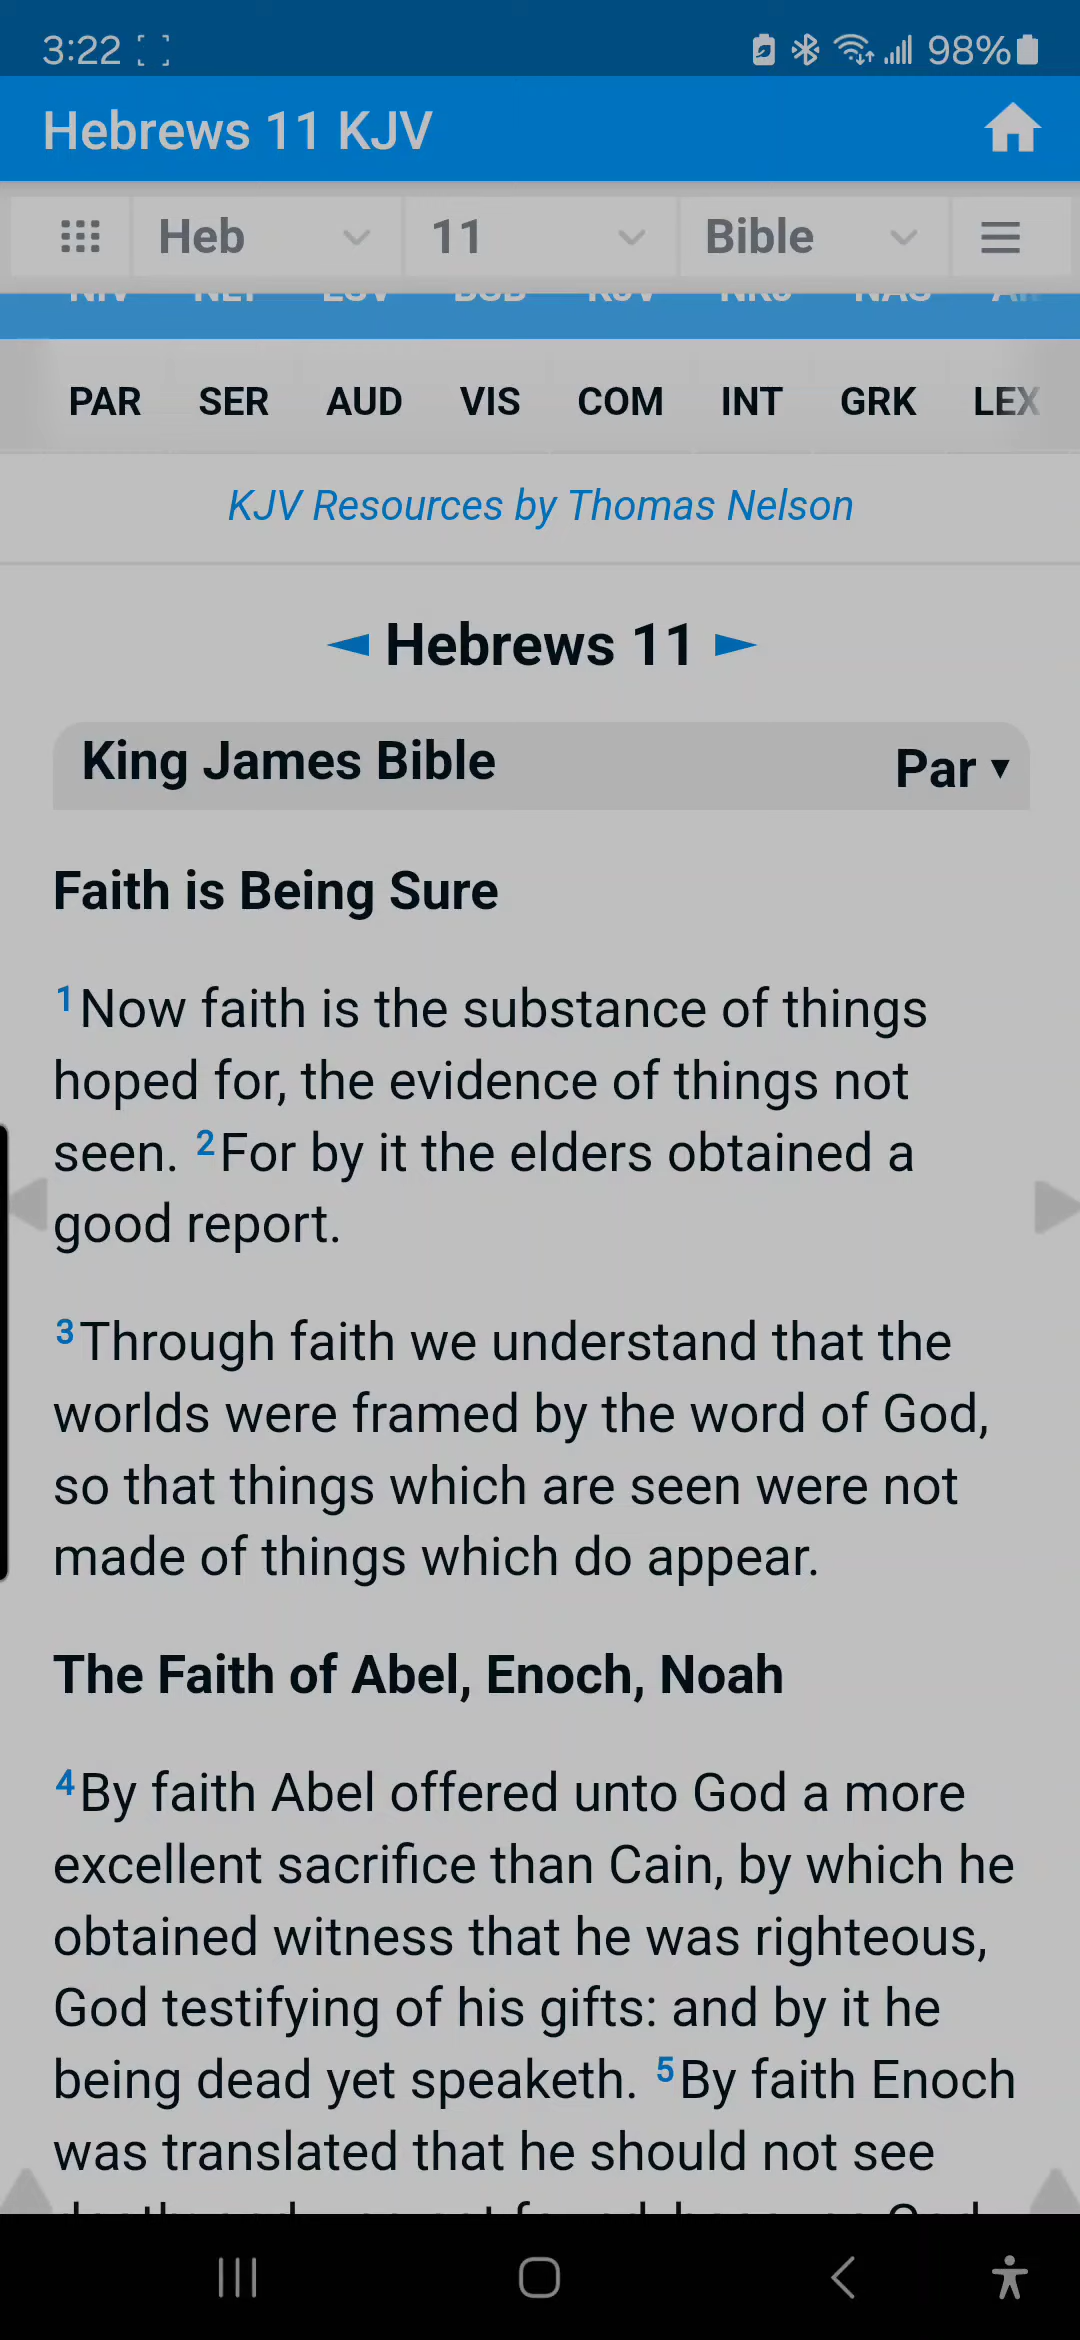 3:22 98%
Hebrews 11 KJV
Heb 11 Bible
PAR SER AUD VIS COM INT GRK LEX
KJV Resources by Thomas Nelson
◄ Hebrews 11 ►
King James Bible Par ▼
Faith is Being Sure
1 Now faith is the substance of things
hoped for, the evidence of things not
seen. 2 For by it the elders obtained a
good report.
3 Through faith we understand that the
worlds were framed by the word of God,
so that things which are seen were not
made of things which do appear.
The Faith of Abel, Enoch, Noah
4 By faith Abel offered unto God a more
excellent sacrifice than Cain, by which he
obtained witness that he was righteous,
God testifying of his gifts: and by it he
being dead yet speaketh. 5 By faith Enoch
was translated that he should not see